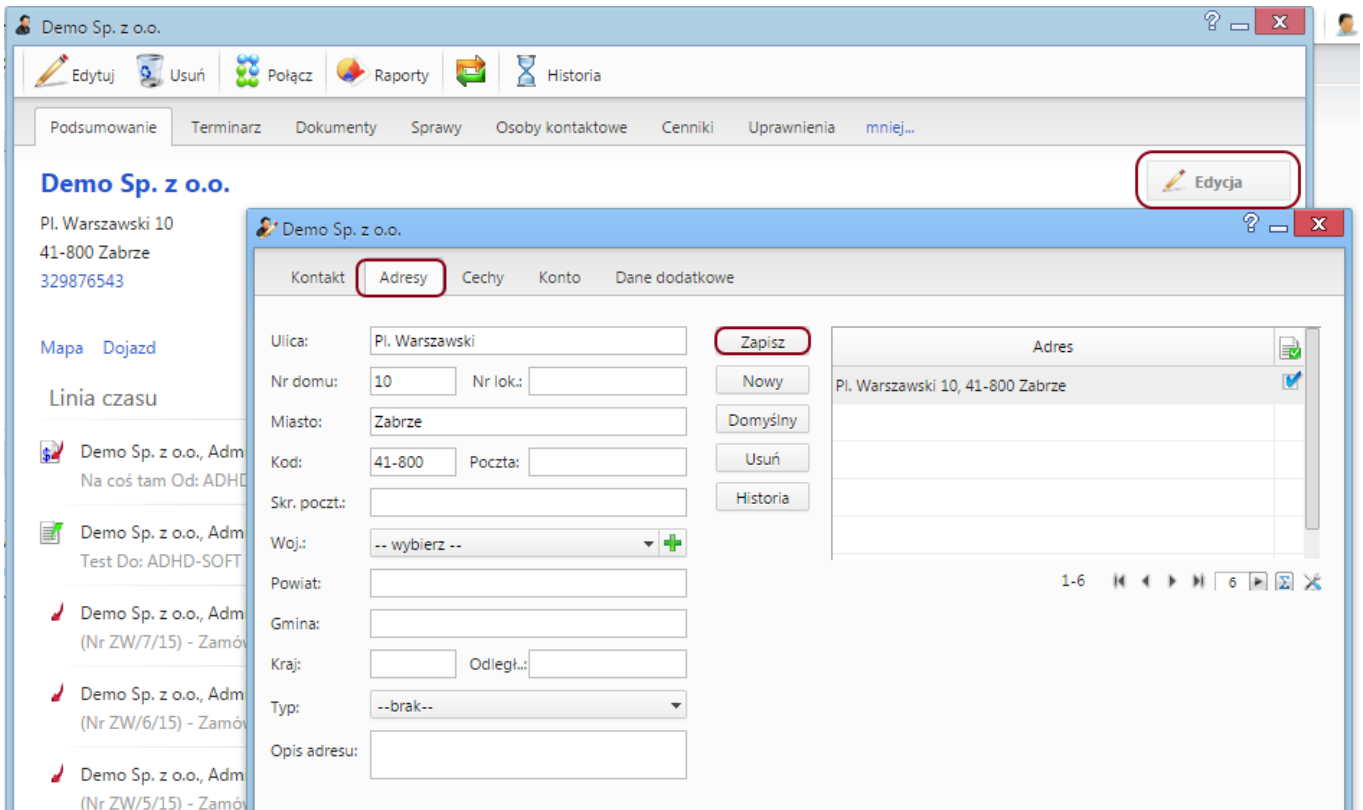 Demo Sp. z o.o.
Edytuj Usuń Połącz Raporty Historia
Podsumowanie Terminarz Dokumenty Sprawy Osoby kontaktowe Cenniki Uprawnienia mniej...
Demo Sp. z o.o.
Edycja
Pl. Warszawski 10
41-800 Zabrze
329876543
Mapa Dojazd
Linia czasu
Demo Sp. z o.o., Adm
Na coś tam Od: ADHD
Demo Sp. z o.o., Adm
Test Do: ADHD-SOFT
Demo Sp. z o.o., Adm
(Nr ZW/7/15) - Zamów
Demo Sp. z o.o., Adm
(Nr ZW/6/15) - Zamów
Demo Sp. z o.o., Adm
(Nr ZW/5/15) - Zamów
Demo Sp. z o.o.
Kontakt Adresy Cechy Konto Dane dodatkowe
Ulica: Pl. Warszawski
Nr domu: 10 Nr lok.:
Miasto: Zabrze
Kod: 41-800 Poczta:
Skr. poczt.:
Woj.: -- wybierz --
Powiat:
Gmina:
Kraj: Odległ..:
Typ: --brak--
Opis adresu:
Zapisz
Nowy
Domyślny
Usuń
Historia
Adres
Pl. Warszawski 10, 41-800 Zabrze
1-6 6